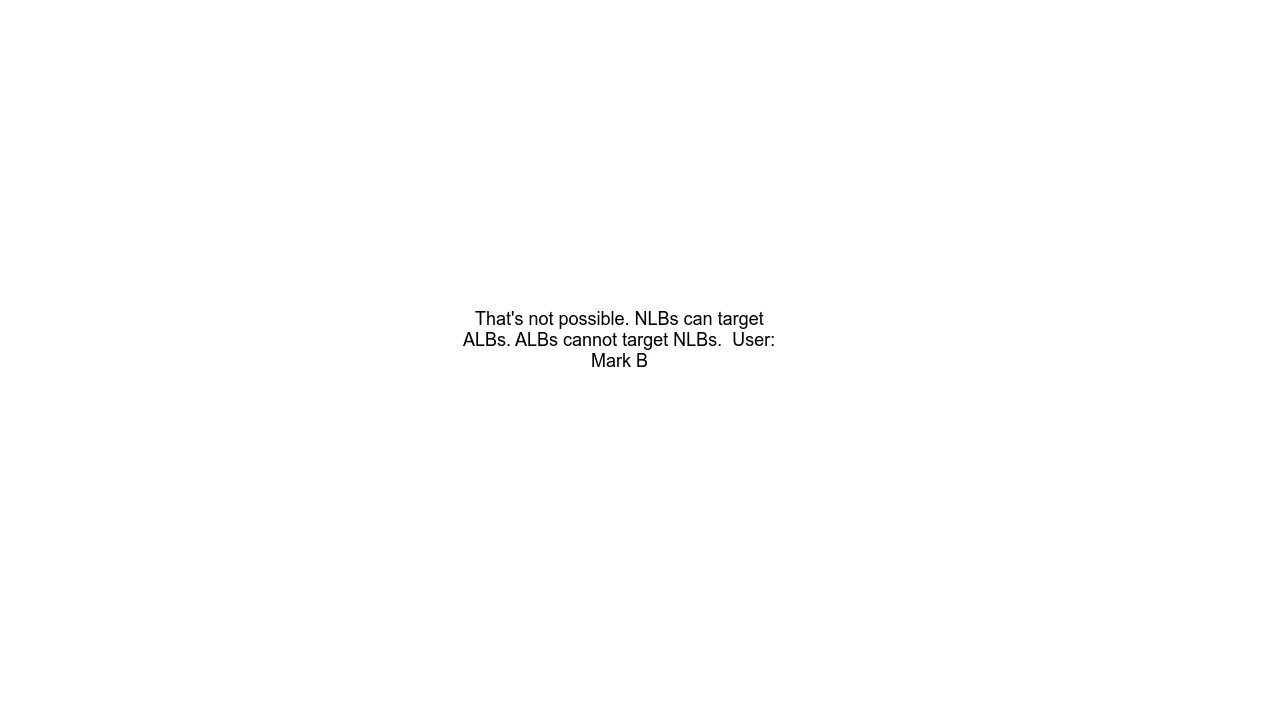 That's not possible. NLBs can target
ALBs. ALBs cannot target NLBs.  User:
Mark B